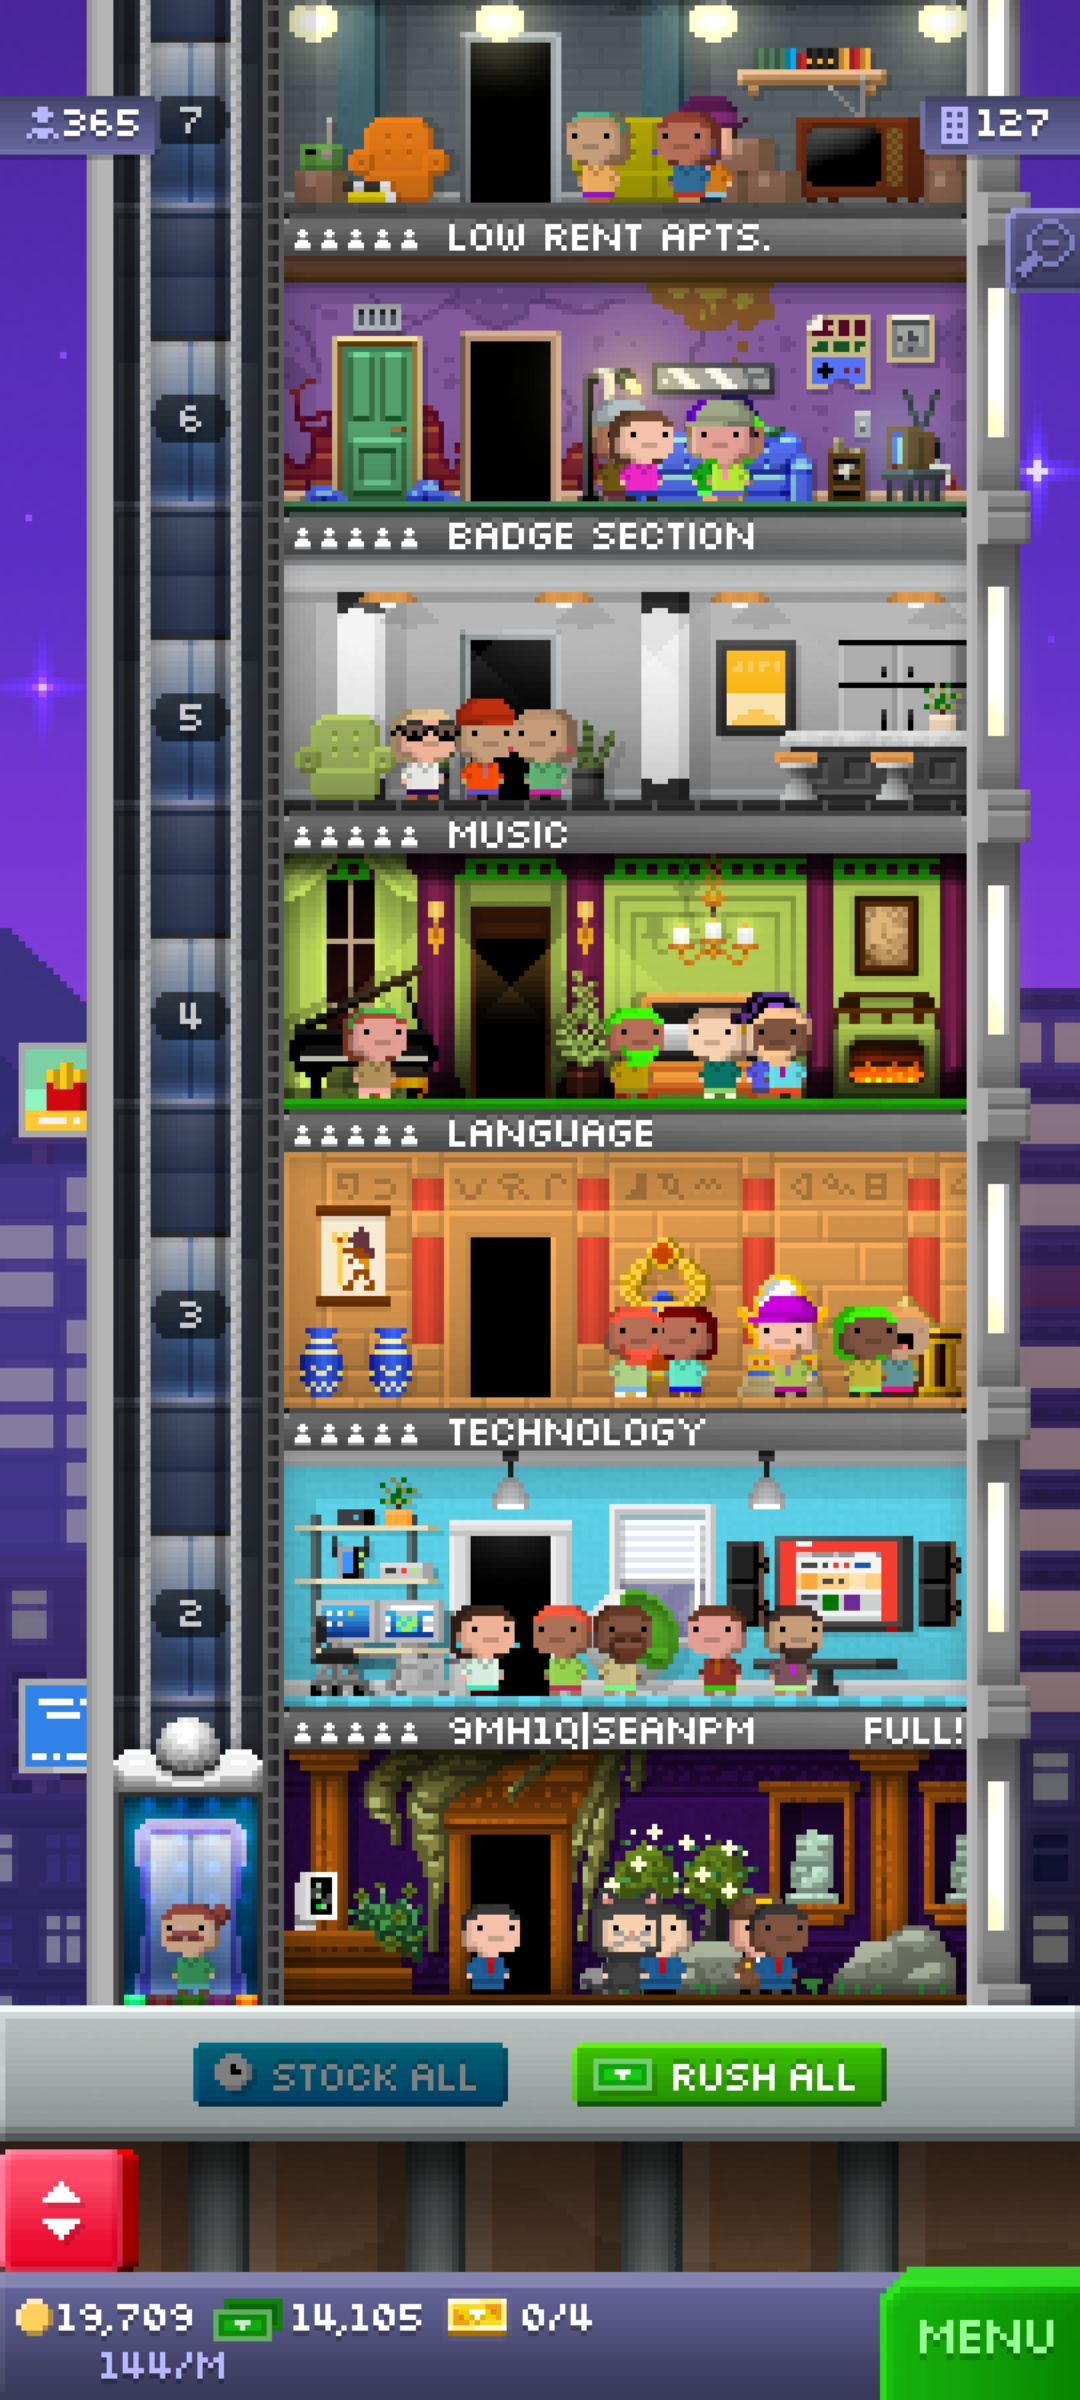 365
7
127
LOW RENT APTS.
6
BADGE SECTION
5
MUSIC
4
LANGUAGE
3
TECHNOLOGY
2
9MH1Q|SEANPM FULL!
STOCK ALL
RUSH ALL
19,709 14,105 0/4
144/M
MENU